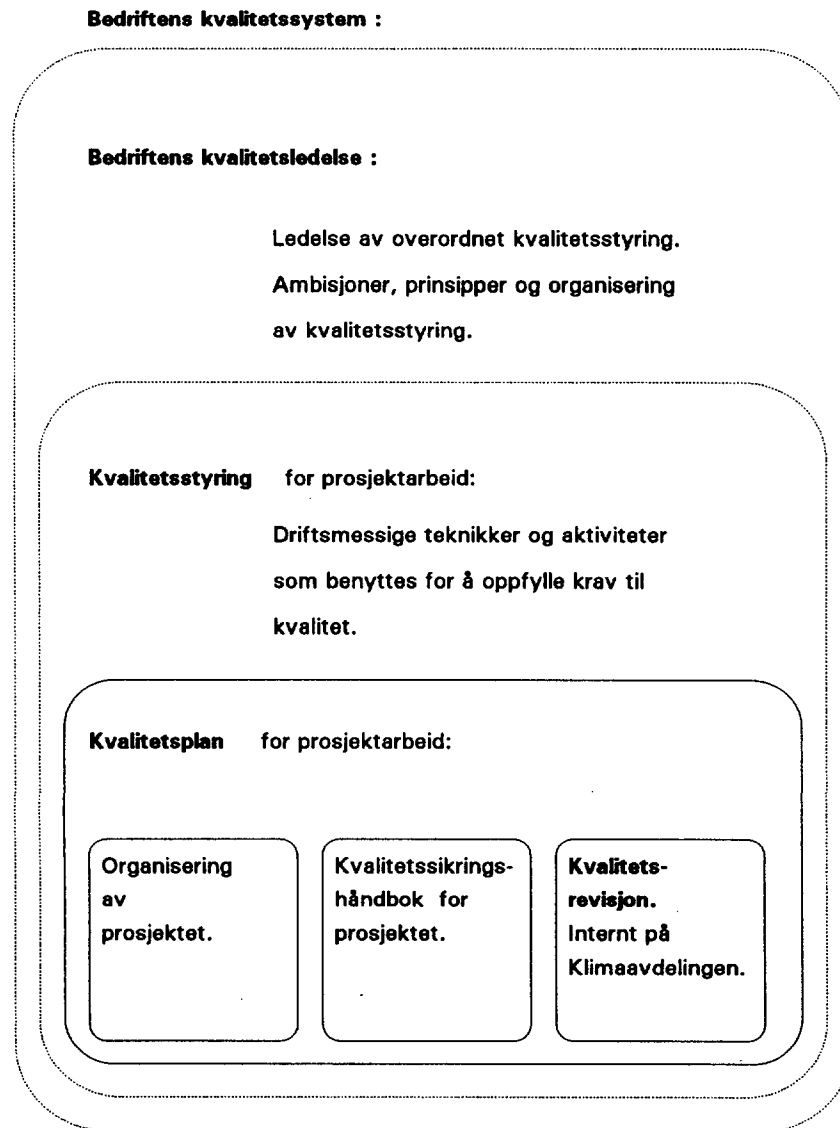 Bedriftens kvalitetssystem :
Bedriftens kvalitetsledelse :
Ledelse av overordnet kvalitetsstyring.
Ambisjoner, prinsipper og organisering
av kvalitetsstyring.
Kvalitetsstyring for prosjektarbeid:
Driftsmessige teknikker og aktiviteter
som benyttes for å oppfylle krav til
kvalitet.
Kvalitetsplan for prosjektarbeid:
Organisering
av
prosjektet.
Kvalitetssikrings-
håndbok for
prosjektet.
Kvalitets-
revisjon.
Internt på
Klimaavdelingen.